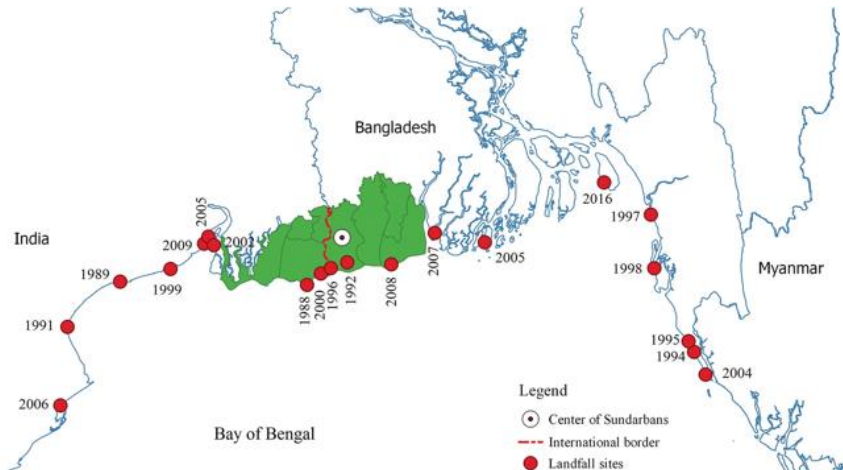 Bangladesh
2016
2005
1997
India
2009
2002
2007
2005
1989
1999
1998
Myanmar
1988
2000
1996
1992
2008
1991
1995
1994
2004
2006
Legend
Bay of Bengal
Center of Sundarbans
International border
Landfall sites